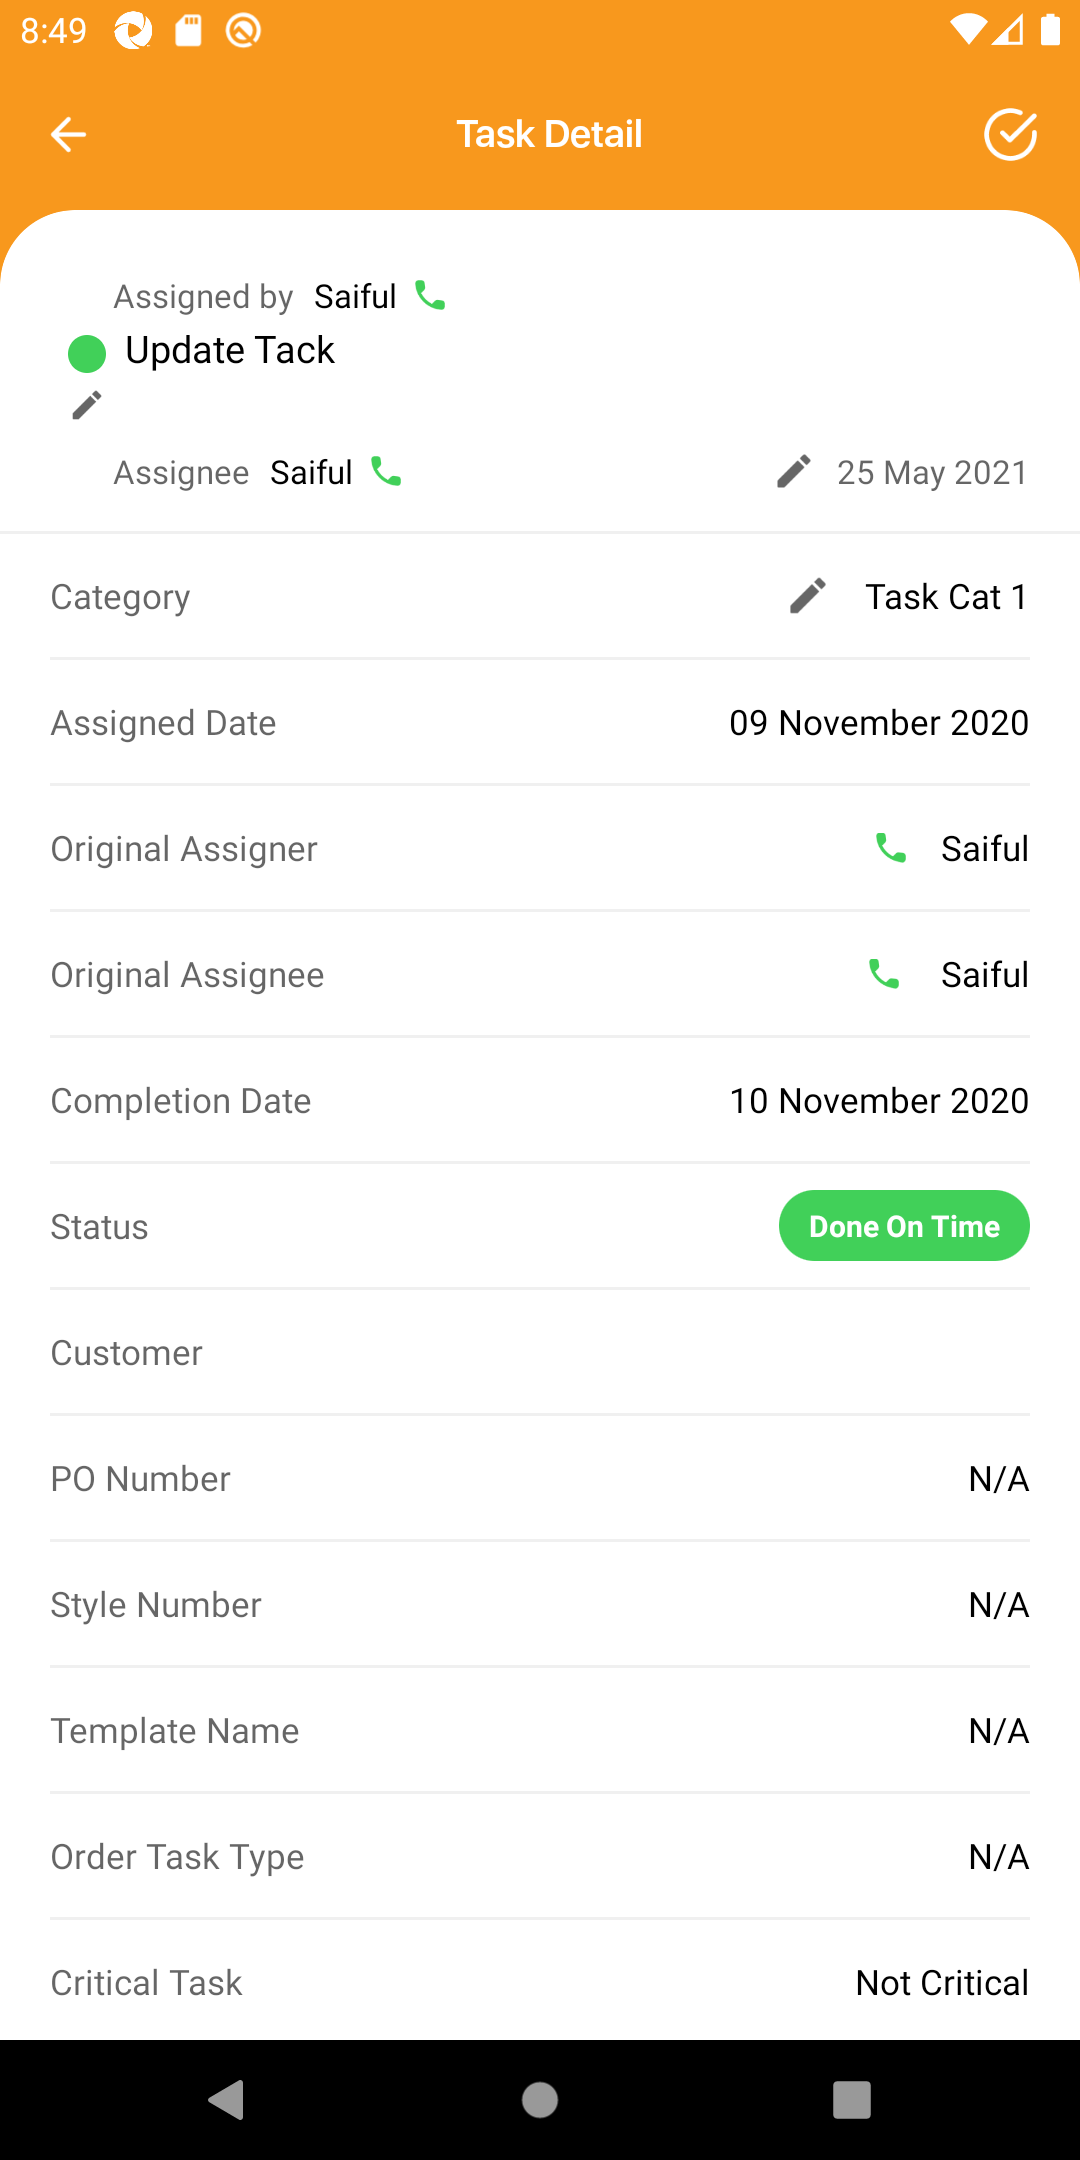 8:49
Task Detail
Assigned by Saiful
Update Tack
Assignee Saiful 25 May 2021
Category Task Cat 1
Assigned Date 09 November 2020
Original Assigner Saiful
Original Assignee Saiful
Completion Date 10 November 2020
Status Done On Time
Customer
PO Number N/A
Style Number N/A
Template Name N/A
Order Task Type N/A
Critical Task Not Critical